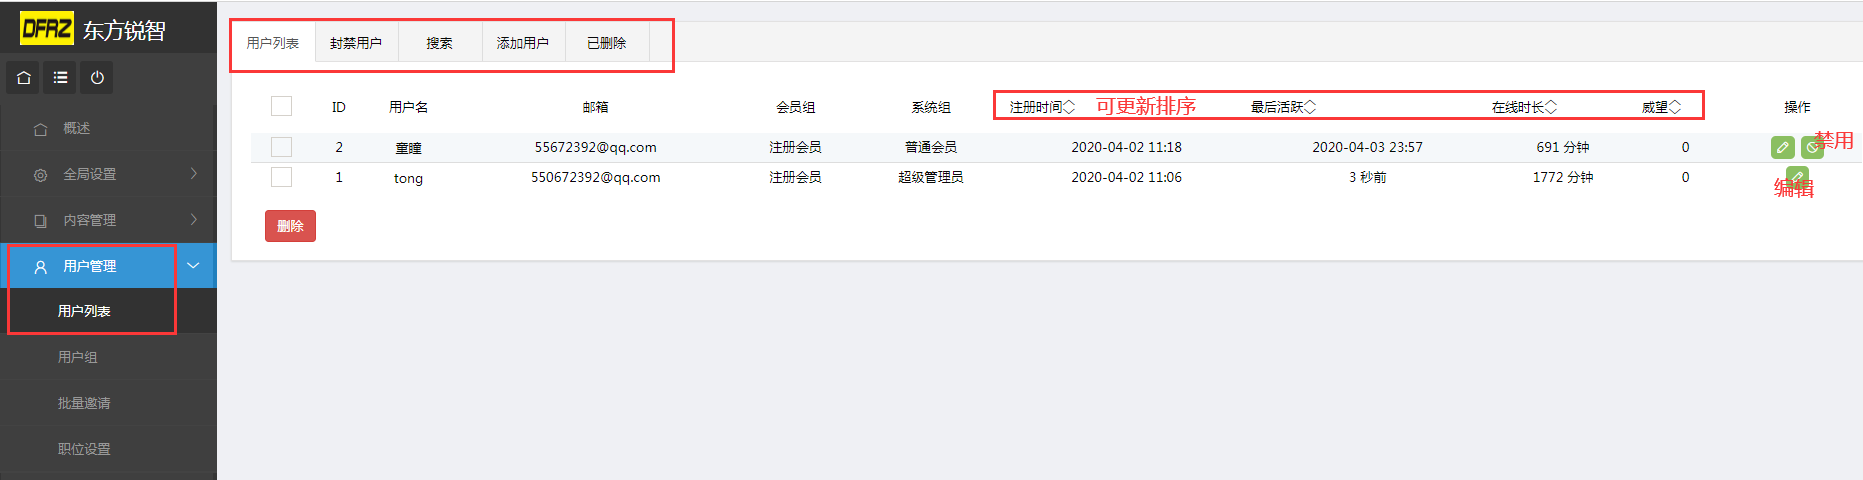 DFRZ 东方锐智
概述
全局设置
内容管理
用户管理
用户列表
用户组
批量邀请
职位设置
用户列表 封禁用户 搜索 添加用户 已删除
ID 用户名 邮箱 会员组 系统组 注册时间 可更新排序 最后活跃 在线时长 威望 操作
2 童瞳 55672392@qq.com 注册会员 普通会员 2020-04-02 11:18 2020-04-03 23:57 691 分钟 0 禁用
1 tong 550672392@qq.com 注册会员 超级管理员 2020-04-02 11:06 3 秒前 1772 分钟 0 编辑
删除